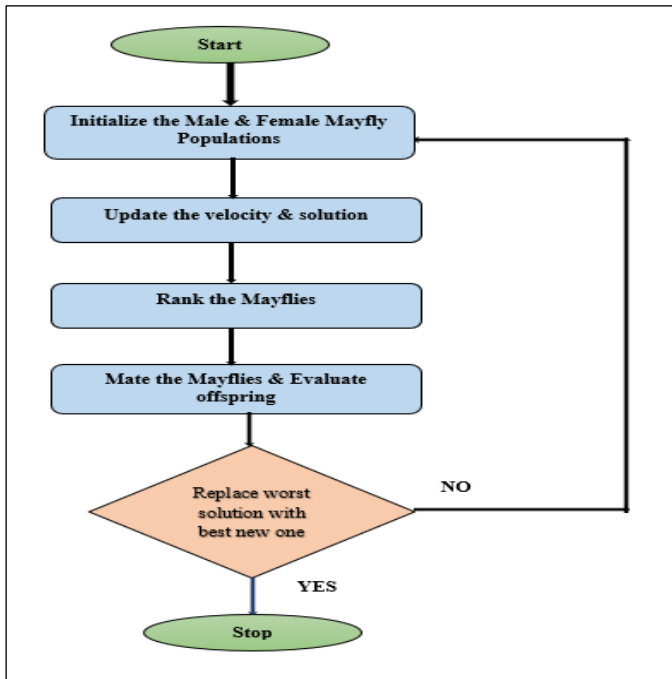 Start
Initialize the Male & Female Mayfly
Populations
Update the velocity & solution
Rank the Mayflies
Mate the Mayflies & Evaluate
offspring
Replace worst
solution with
best new one
NO
YES
Stop